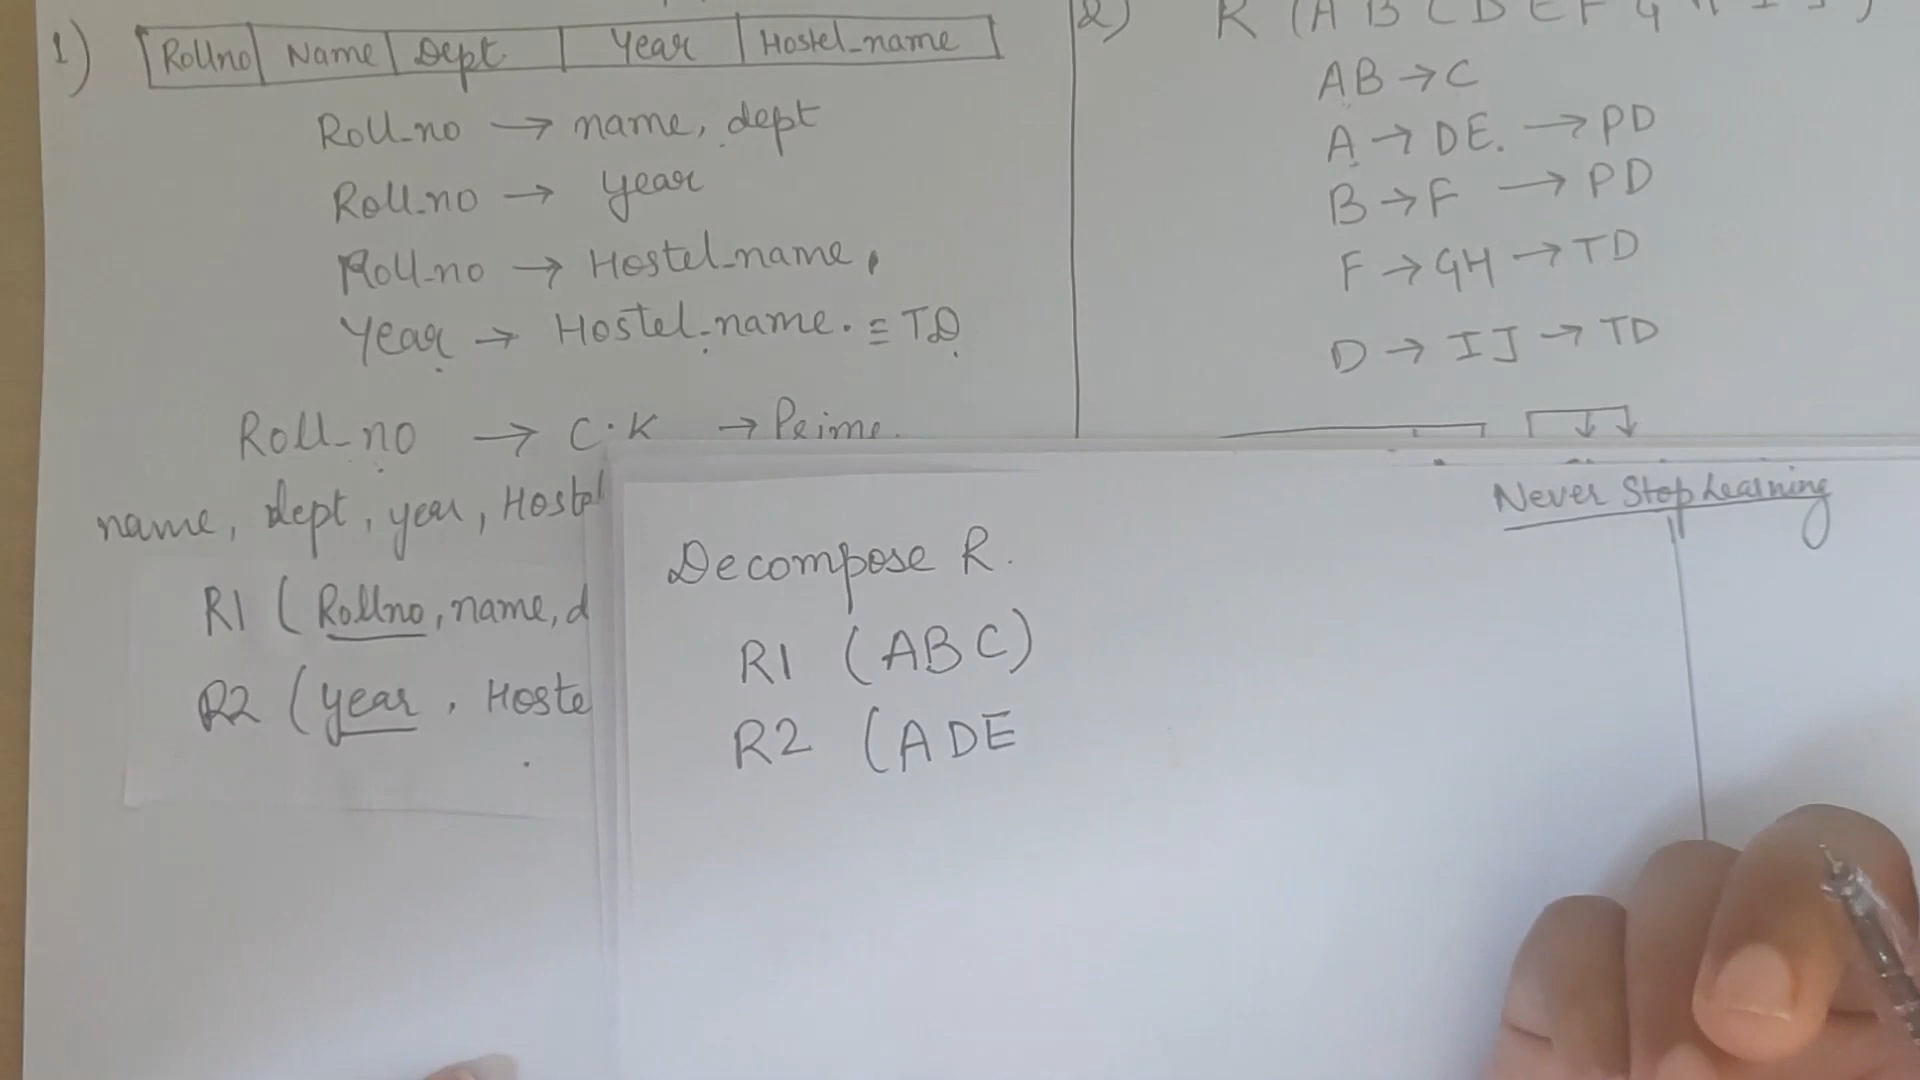 1)
Rollno Name Dept. Year Hostel_name
Roll_no → name, dept
Roll_no → year
Roll_no → Hostel_name,
Year → Hostel_name. = TD
Roll_no → C.K → Prime.
name, dept, year, Hostel
R1 (Rollno, name, d
R2 (year, Hoste
2) R (A B C D E F G H I J)
AB → C
A → DE. → PD
B → F → PD
F → GH → TD
D → IJ → TD
Never Stop Learning
Decompose R.
R1 (ABC)
R2 (ADE